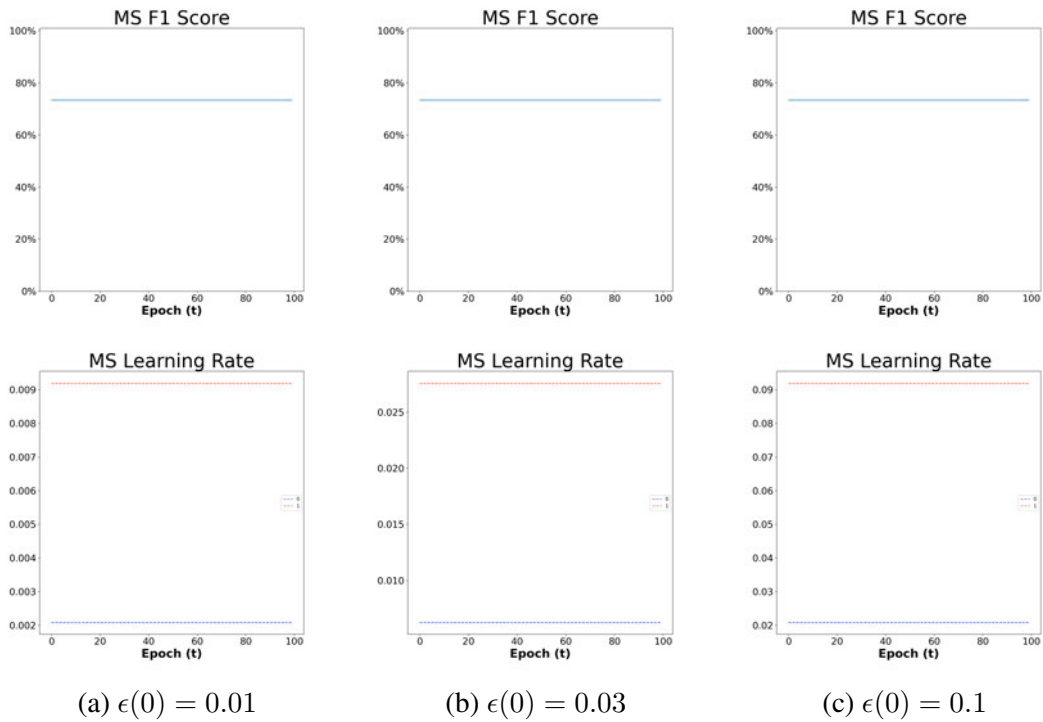 MS F1 Score
100%
80%
60%
40%
20%
0%
0 20 40 60 80 100
Epoch (t)
MS F1 Score
100%
80%
60%
40%
20%
0%
0 20 40 60 80 100
Epoch (t)
MS F1 Score
100%
80%
60%
40%
20%
0%
0 20 40 60 80 100
Epoch (t)
MS Learning Rate
0.009
0.008
0.007
0.006
0.005
0.004
0.003
0.002
0
1
0 20 40 60 80 100
Epoch (t)
MS Learning Rate
0.025
0.020
0.015
0.010
0
1
0 20 40 60 80 100
Epoch (t)
MS Learning Rate
0.09
0.08
0.07
0.06
0.05
0.04
0.03
0.02
0
1
0 20 40 60 80 100
Epoch (t)
(a) ϵ(0) = 0.01
(b) ϵ(0) = 0.03
(c) ϵ(0) = 0.1